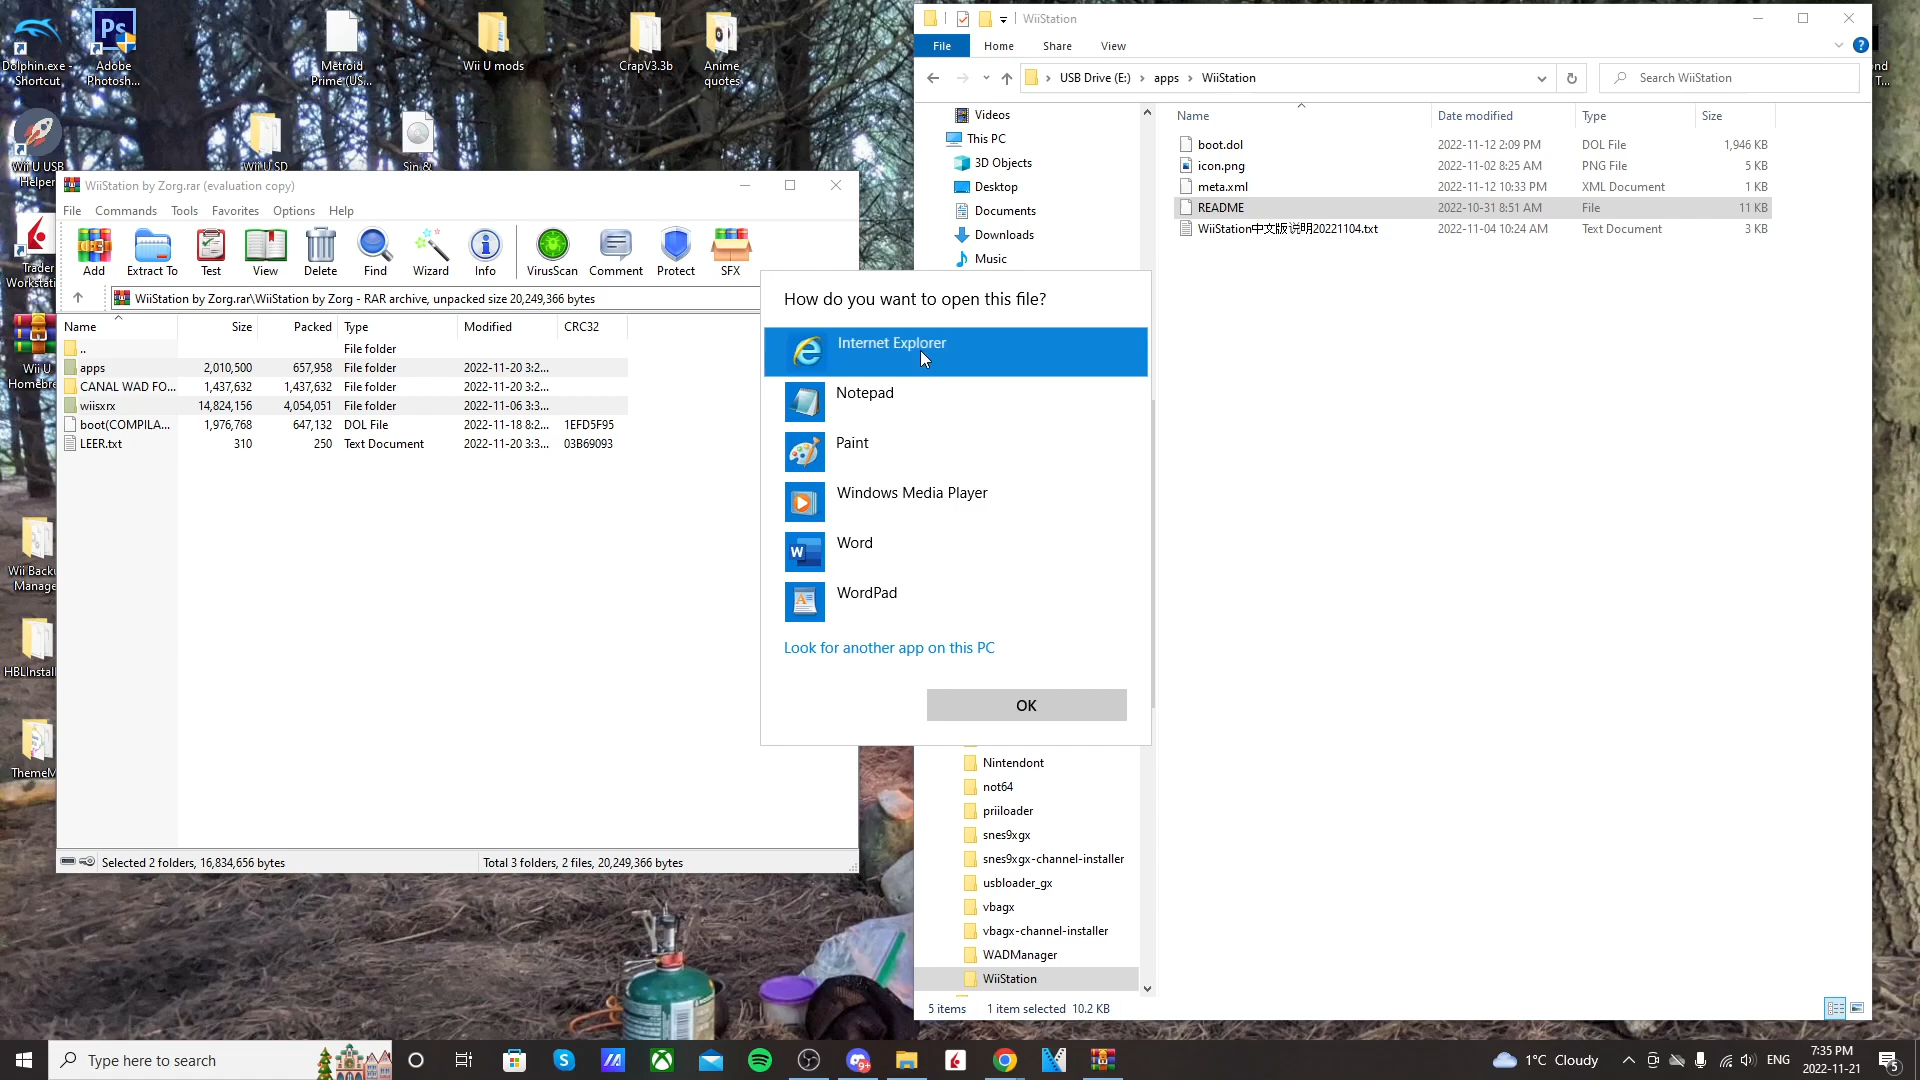 Dolphin.exe -
Shortcut
Adobe
Photosh...
Metroid
Prime (US...
Wii U mods
CrapV3.3b
Anime
quotes
Wii U USB
Helper
Wii U SD
Sin &
Trader
Workstati
Wii U
Homebre
Wii Backu
Manage
HBLInstall
ThemeM
WiiStation by Zorg.rar (evaluation copy)
File Commands Tools Favorites Options Help
Add Extract To Test View Delete Find Wizard Info VirusScan Comment Protect SFX
WiiStation by Zorg.rar\WiiStation by Zorg - RAR archive, unpacked size 20,249,366 bytes
Name Size Packed Type Modified CRC32
.. File folder
apps 2,010,500 657,958 File folder 2022-11-20 3:2...
CANAL WAD FO... 1,437,632 1,437,632 File folder 2022-11-20 3:2...
wiisxrx 14,824,156 4,054,051 File folder 2022-11-06 3:3...
boot(COMPILA... 1,976,768 647,132 DOL File 2022-11-18 8:2... 1EFD5F95
LEER.txt 310 250 Text Document 2022-11-20 3:3... 03B69093
Selected 2 folders, 16,834,656 bytes Total 3 folders, 2 files, 20,249,366 bytes
WiiStation
File Home Share View
USB Drive (E:) > apps > WiiStation
Search WiiStation
Videos
This PC
3D Objects
Desktop
Documents
Downloads
Music
Nintendont
not64
priiloader
snes9xgx
snes9xgx-channel-installer
usbloader_gx
vbagx
vbagx-channel-installer
WADManager
WiiStation
Name Date modified Type Size
boot.dol 2022-11-12 2:09 PM DOL File 1,946 KB
icon.png 2022-11-02 8:25 AM PNG File 5 KB
meta.xml 2022-11-12 10:33 PM XML Document 1 KB
README 2022-10-31 8:51 AM File 11 KB
WiiStation中文版说明20221104.txt 2022-11-04 10:24 AM Text Document 3 KB
5 items 1 item selected 10.2 KB
How do you want to open this file?
Internet Explorer
Notepad
Paint
Windows Media Player
Word
WordPad
Look for another app on this PC
OK
Type here to search
1°C Cloudy
ENG
7:35 PM
2022-11-21
5